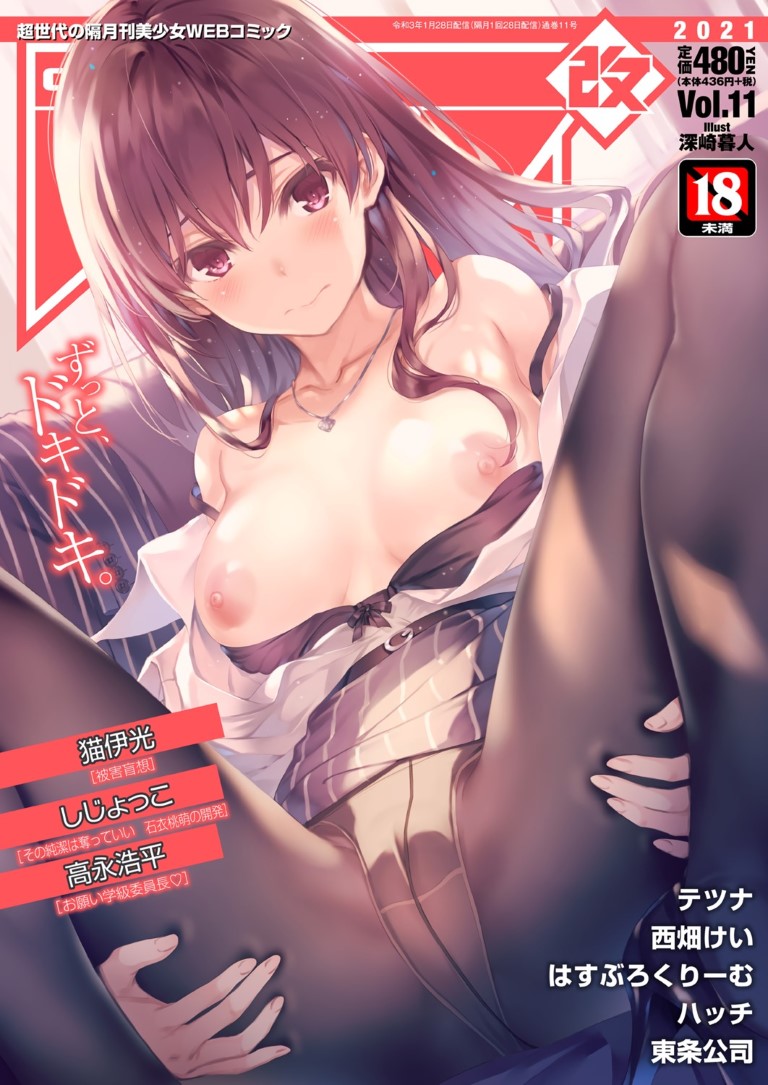 超世代の隔月刊美少女WEBコミック
令和3年1月28日配信(隔月1回28日配信)通巻11号
2021
定価480YEN
(本体436円+税)
Vol.11
Illust
深崎暮人
改
18
未満
ずっと、
ドキドキ。
猫伊光
[被害盲想]
しじょっこ
[その純潔は奪っていい 石衣桃萌の開発]
高永浩平
[お願い学級委員長♡]
テツナ
西畑けい
はすぶろくりーむ
ハッチ
東条公司